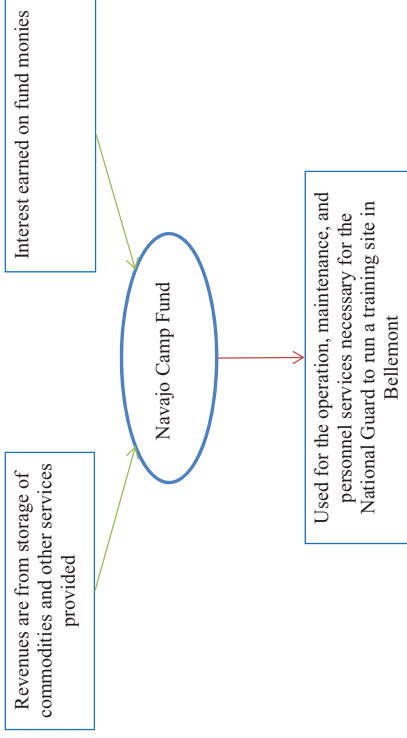 Revenues are from storage of
commodities and other services
provided
Interest earned on fund monies
Navajo Camp Fund
Used for the operation, maintenance, and
personnel services necessary for the
National Guard to run a training site in
Bellemont